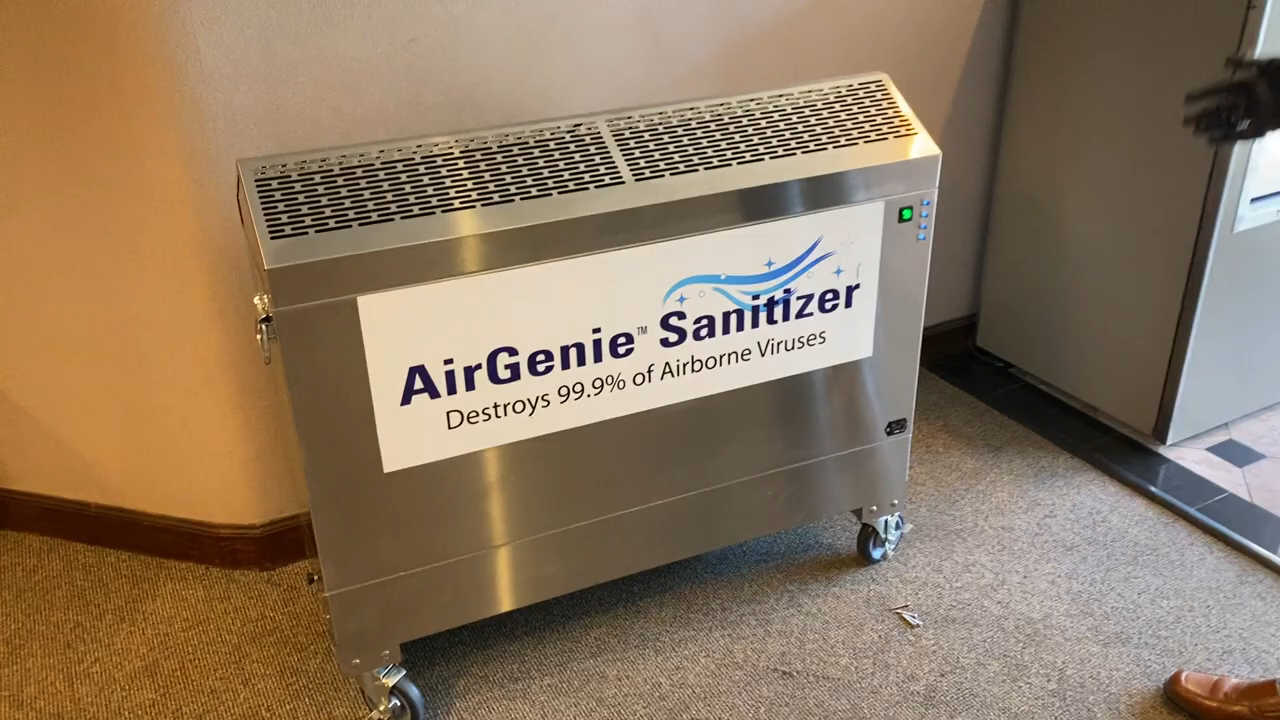 AirGenie™ Sanitizer
Destroys 99.9% of Airborne Viruses